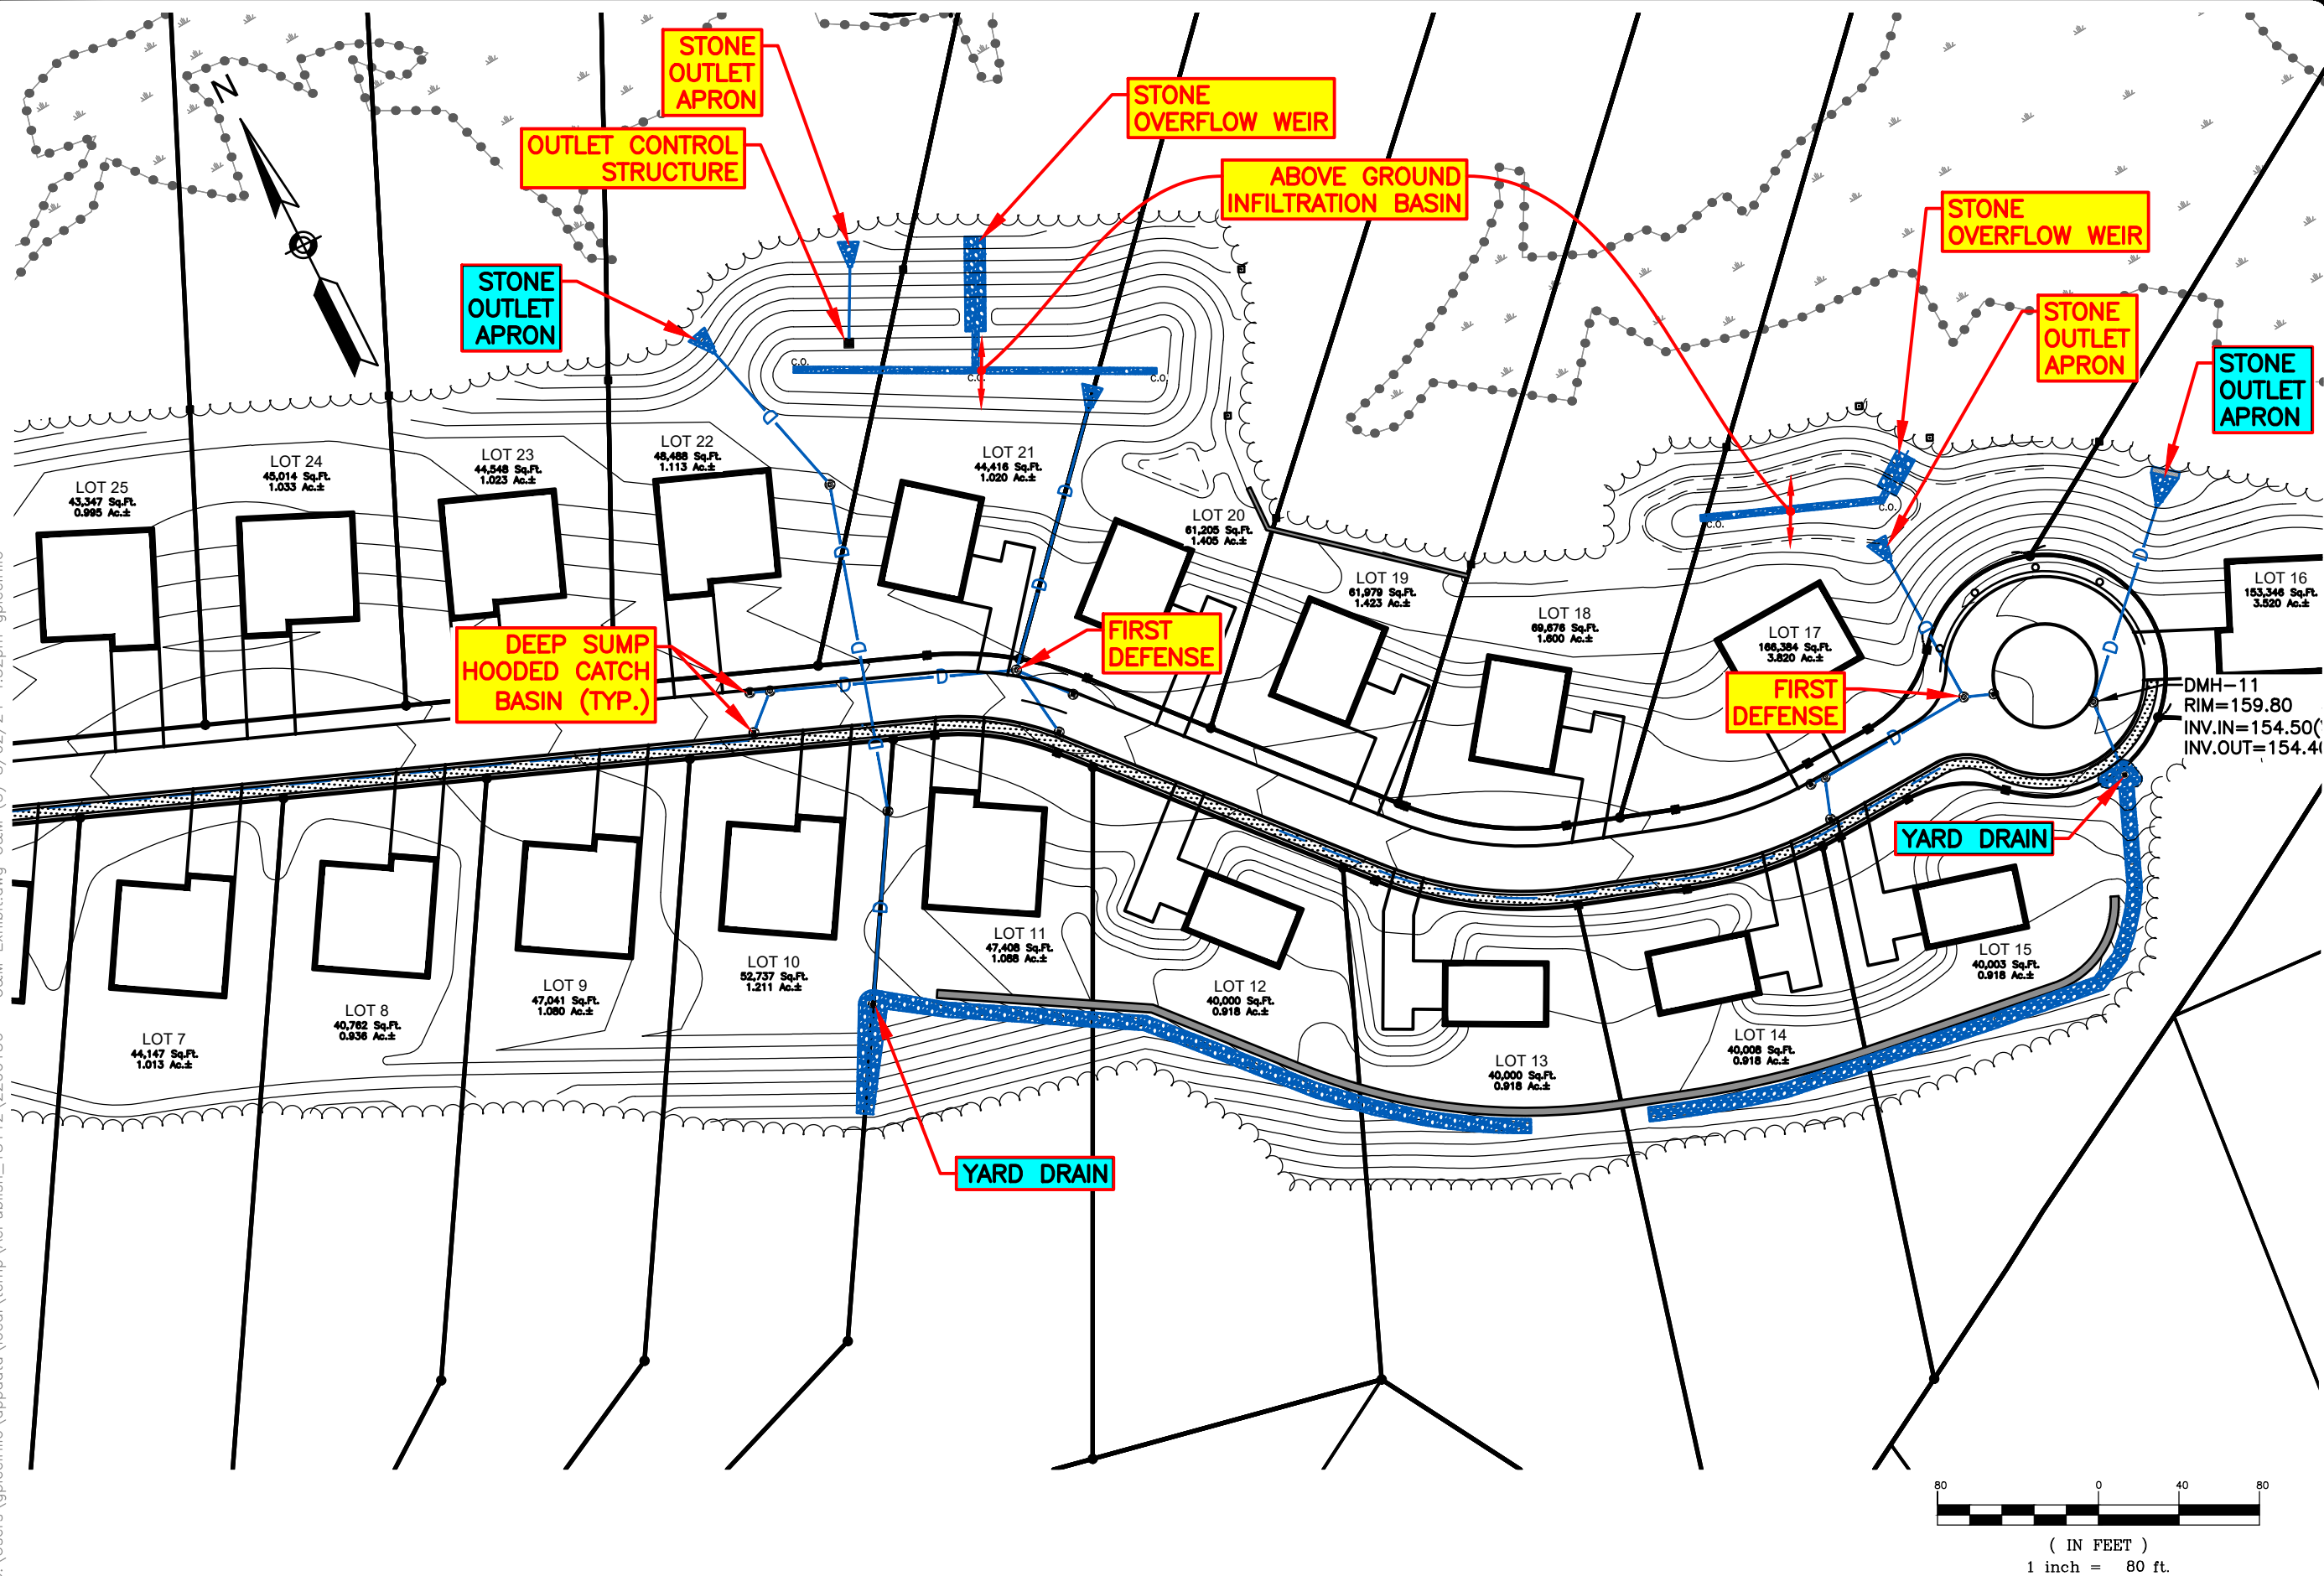 N
STONE
OUTLET
APRON
OUTLET CONTROL
STRUCTURE
STONE
OVERFLOW WEIR
ABOVE GROUND
INFILTRATION BASIN
STONE
OVERFLOW WEIR
STONE
OUTLET
APRON
STONE
OUTLET
APRON
STONE
OUTLET
APRON
c.o.
c.o.
c.o.
c.o.
c.o.
D
D
D
D
D
D
D
D
D
D
D
D
D
D
LOT 25
43,347 Sq.Ft.
0.995 Ac.±
LOT 24
45,014 Sq.Ft.
1.033 Ac.±
LOT 23
44,548 Sq.Ft.
1.023 Ac.±
LOT 22
48,488 Sq.Ft.
1.113 Ac.±
LOT 21
44,416 Sq.Ft.
1.020 Ac.±
LOT 20
61,205 Sq.Ft.
1.405 Ac.±
LOT 19
61,979 Sq.Ft.
1.423 Ac.±
LOT 18
69,676 Sq.Ft.
1.600 Ac.±
LOT 17
166,384 Sq.Ft.
3.820 Ac.±
LOT 16
153,346 Sq.Ft.
3.520 Ac.±
DEEP SUMP
HOODED CATCH
BASIN (TYP.)
FIRST
DEFENSE
FIRST
DEFENSE
DMH-11
RIM=159.80
INV.IN=154.50(
INV.OUT=154.4
YARD DRAIN
LOT 7
44,147 Sq.Ft.
1.013 Ac.±
LOT 8
40,762 Sq.Ft.
0.936 Ac.±
LOT 9
47,041 Sq.Ft.
1.080 Ac.±
LOT 10
52,737 Sq.Ft.
1.211 Ac.±
LOT 11
47,408 Sq.Ft.
1.088 Ac.±
LOT 12
40,000 Sq.Ft.
0.918 Ac.±
LOT 13
40,000 Sq.Ft.
0.918 Ac.±
LOT 14
40,008 Sq.Ft.
0.918 Ac.±
LOT 15
40,003 Sq.Ft.
0.918 Ac.±
YARD DRAIN
80 0 40 80
( IN FEET )
1 inch = 80 ft.